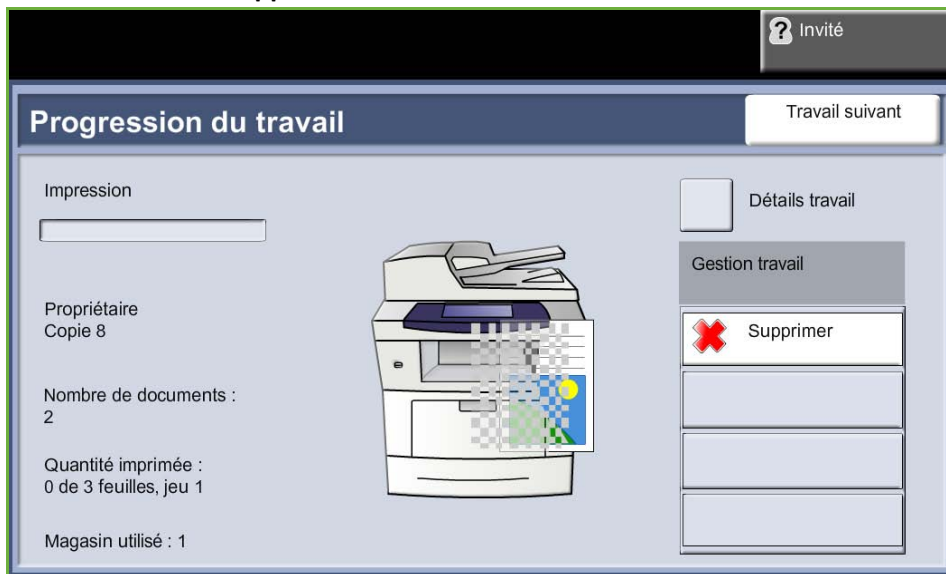 Invité
Progression du travail
Travail suivant
Impression
Détails travail
Gestion travail
Propriétaire
Copie 8
Supprimer
Nombre de documents :
2
Quantité imprimée :
0 de 3 feuilles, jeu 1
Magasin utilisé : 1